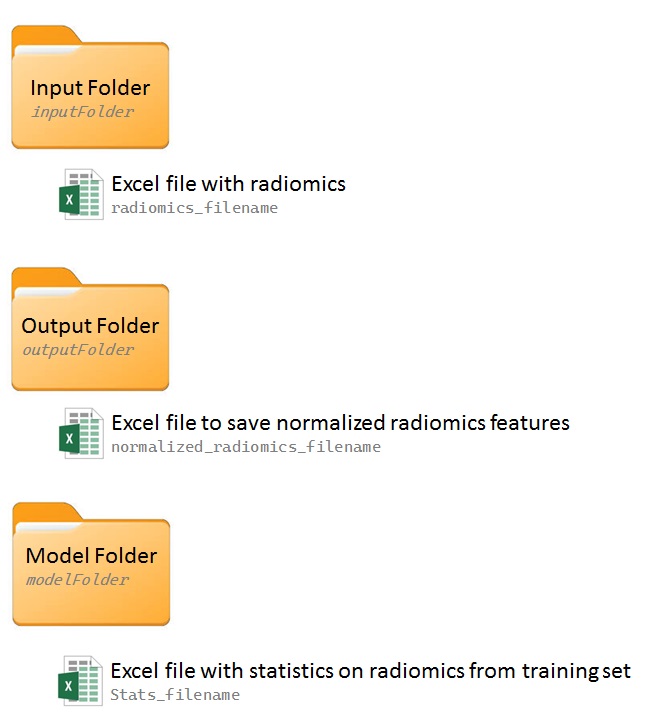 Input Folder
inputFolder
X
Excel file with radiomics
radiomics_filename
Output Folder
outputFolder
X
Excel file to save normalized radiomics features
normalized_radiomics_filename
Model Folder
modelFolder
X
Excel file with statistics on radiomics from training set
Stats_filename